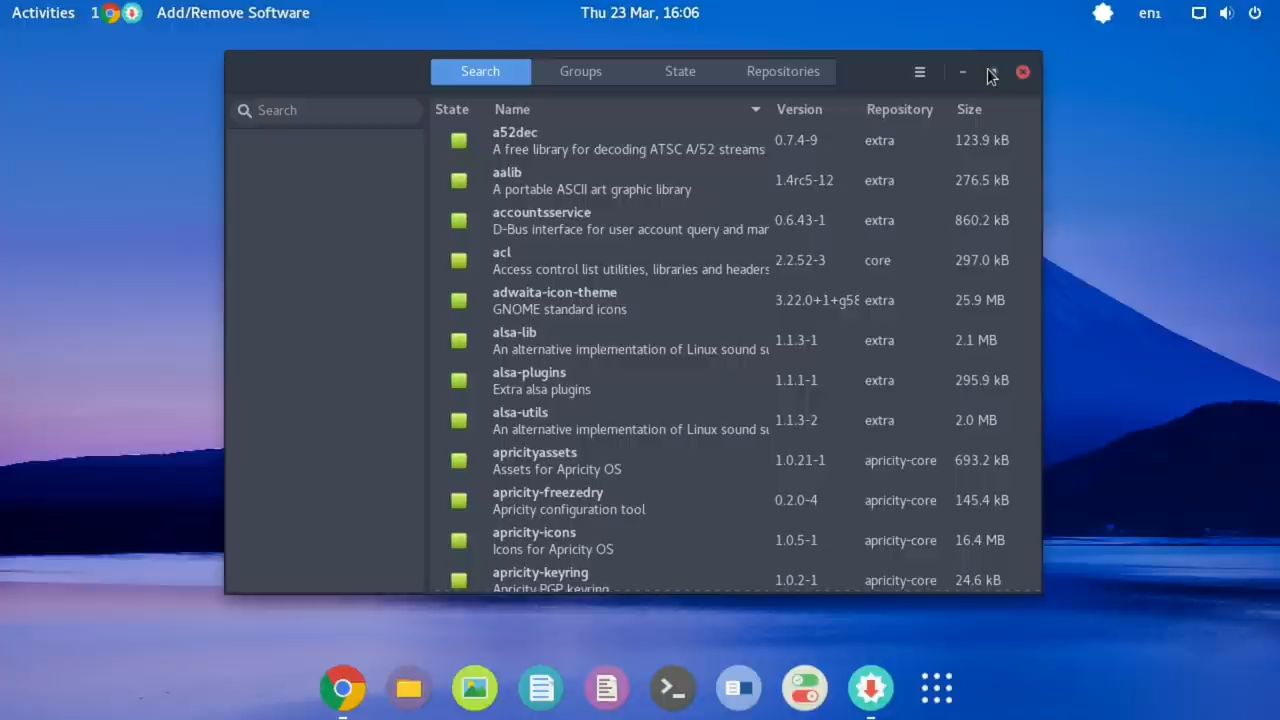 Activities 1 Add/Remove Software Thu 23 Mar, 16:06 en₁
Search Groups State Repositories
Search
State Name Version Repository Size
a52dec
A free library for decoding ATSC A/52 streams 0.7.4-9 extra 123.9 kB
aalib
A portable ASCII art graphic library 1.4rc5-12 extra 276.5 kB
accountsservice
D-Bus interface for user account query and mar 0.6.43-1 extra 860.2 kB
acl
Access control list utilities, libraries and headers 2.2.52-3 core 297.0 kB
adwaita-icon-theme
GNOME standard icons 3.22.0+1+g58 extra 25.9 MB
alsa-lib
An alternative implementation of Linux sound su 1.1.3-1 extra 2.1 MB
alsa-plugins
Extra alsa plugins 1.1.1-1 extra 295.9 kB
alsa-utils
An alternative implementation of Linux sound su 1.1.3-2 extra 2.0 MB
apricityassets
Assets for Apricity OS 1.0.21-1 apricity-core 693.2 kB
apricity-freezedry
Apricity configuration tool 0.2.0-4 apricity-core 145.4 kB
apricity-icons
Icons for Apricity OS 1.0.5-1 apricity-core 16.4 MB
apricity-keyring
Apricity PGP keyring 1.0.2-1 apricity-core 24.6 kB